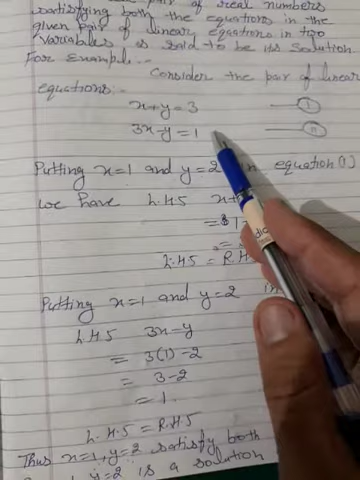 pair of real numbers
satisfying both the equations in the
given pair of linear equations in two
variables is said to be its solution
For Example.
Consider the pair of linear
equations:
x+y=3 (i)
3x-y=1 (ii)
Putting x=1 and y=2 in equation(1)
we have L.H.S x+
= 1+
=
L.H.S = R.H
Putting x=1 and y=2 in
L.H.S 3x-y
= 3(1)-2
= 3-2
= 1.
L.H.S = R.H.S
Thus x=1, y=2 satisfy both
y=2 is a solution